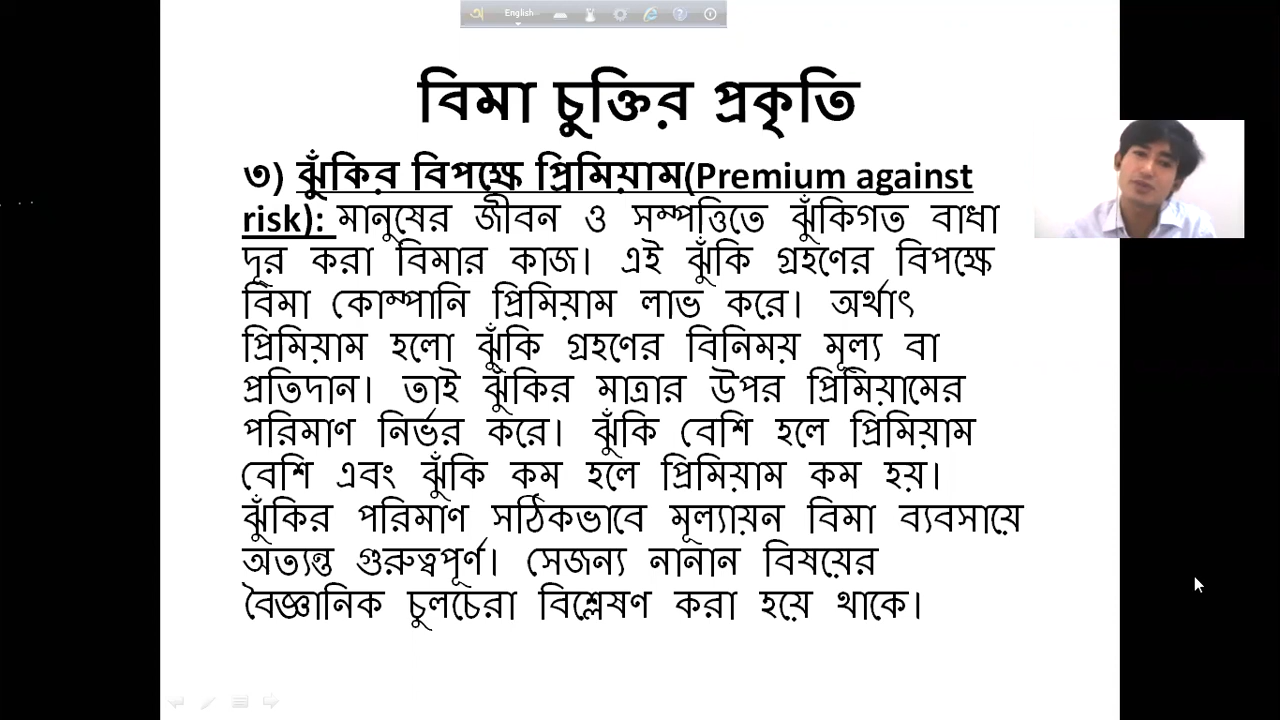 English
বিমা চুক্তির প্রকৃতি
৩) ঝুঁকির বিপক্ষে প্রিমিয়াম(Premium against
risk): মানুষের জীবন ও সম্পত্তিতে ঝুঁকিগত বাধা
দূর করা বিমার কাজ। এই ঝুঁকি গ্রহণের বিপক্ষে
বিমা কোম্পানি প্রিমিয়াম লাভ করে। অর্থাৎ
প্রিমিয়াম হলো ঝুঁকি গ্রহণের বিনিময় মূল্য বা
প্রতিদান। তাই ঝুঁকির মাত্রার উপর প্রিমিয়ামের
পরিমাণ নির্ভর করে। ঝুঁকি বেশি হলে প্রিমিয়াম
বেশি এবং ঝুঁকি কম হলে প্রিমিয়াম কম হয়।
ঝুঁকির পরিমাণ সঠিকভাবে মূল্যায়ন বিমা ব্যবসায়ে
অত্যন্ত গুরুত্বপূর্ণ। সেজন্য নানান বিষয়ের
বৈজ্ঞানিক চুলচেরা বিশ্লেষণ করা হয়ে থাকে।